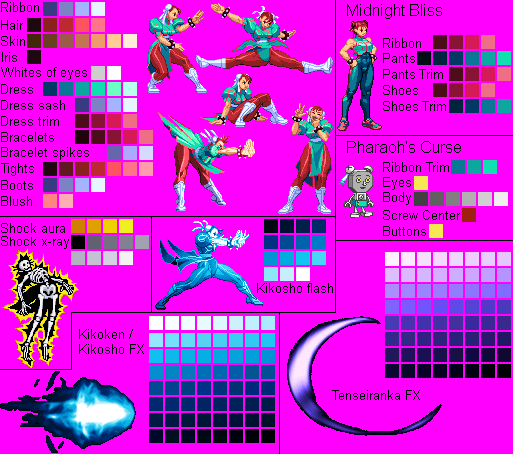 Ribbon
Hair
Skin
Iris
Whites of eyes
Dress
Dress sash
Dress trim
Bracelets
Bracelet spikes
Tights
Boots
Blush
Midnight Bliss
Ribbon
Pants
Pants Trim
Shoes
Shoes Trim
Pharaoh's Curse
Ribbon Trim
Eyes
Body
Screw Center
Buttons
Shock aura
Shock x-ray
Kikosho flash
Kikoken /
Kikosho FX
Tenseiranka FX